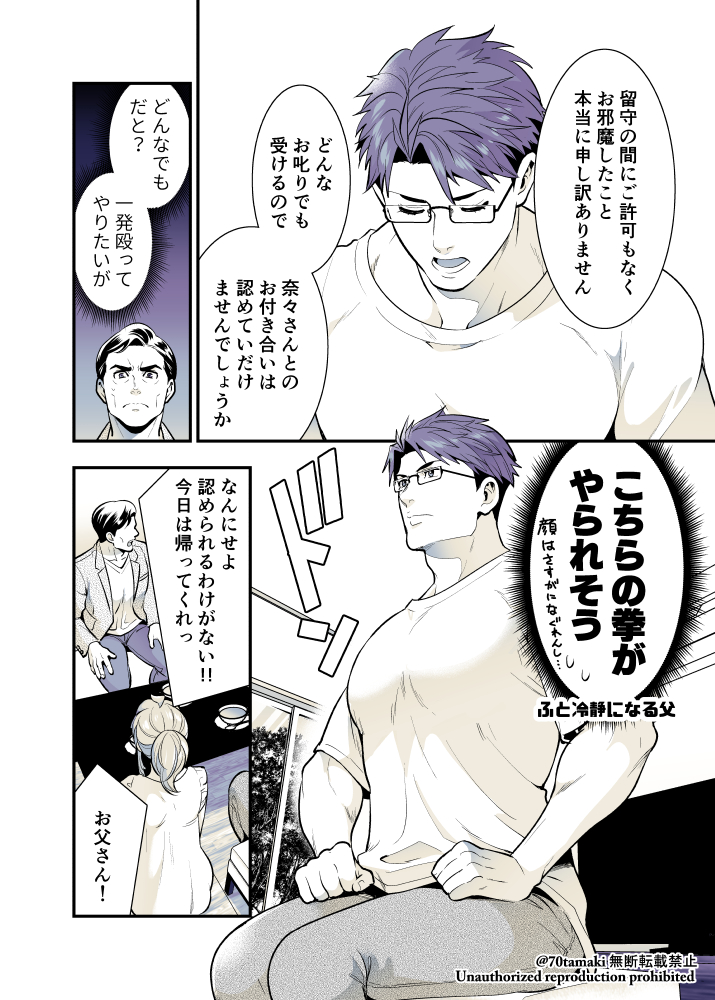 留守の間にご許可もなく
お邪魔したこと
本当に申し訳ありません
どんな
お叱りでも
受けるので
奈々さんとの
お付き合いは
認めていだけ
ませんでしょうか
どんなでも
だと？
一発殴って
やりたいが
こちらの拳が
やられそう
顔はさすがになぐれんし…
ふと冷静になる父
ドドン
なんにせよ
認められるわけがない!!
今日は帰ってくれっ
お父さん！
@70tamaki 無断転載禁止
Unauthorized reproduction prohibited